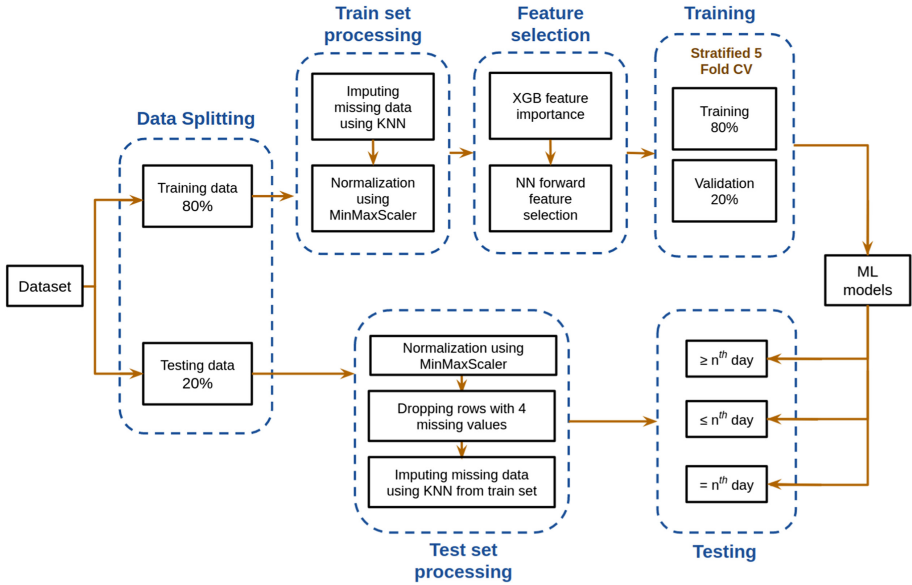 Train set
processing
Feature
selection
Training
Stratified 5
Fold CV
Imputing
missing data
using KNN
XGB feature
importance
Training
80%
Data Splitting
Training data
80%
Normalization
using
MinMaxScaler
NN forward
feature
selection
Validation
20%
Dataset
ML
models
Testing data
20%
Normalization using
MinMaxScaler
Dropping rows with 4
missing values
Imputing missing data
using KNN from train set
≥ nth day
≤ nth day
= nth day
Test set
processing
Testing